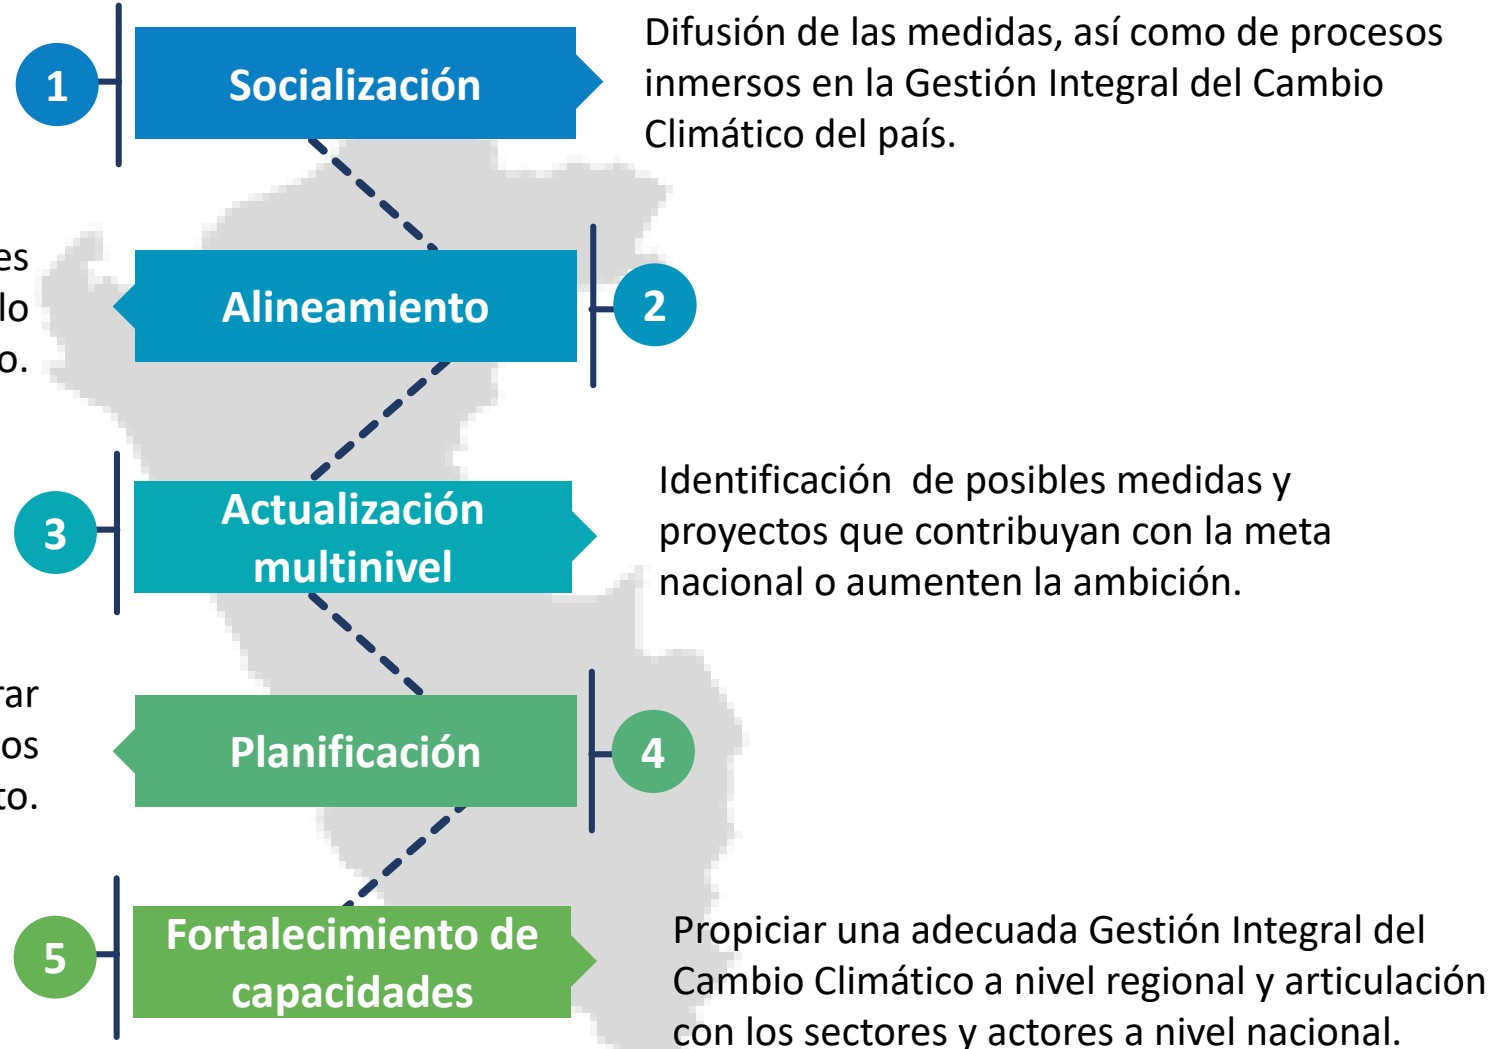 1
Socialización
Difusión de las medidas, así como de procesos
inmersos en la Gestión Integral del Cambio
Climático del país.
Alineamiento
2
3
Actualización
multinivel
Identificación  de posibles medidas y
proyectos que contribuyan con la meta
nacional o aumenten la ambición.
Planificación
4
5
Fortalecimiento de
capacidades
Propiciar una adecuada Gestión Integral del
Cambio Climático a nivel regional y articulación
con los sectores y actores a nivel nacional.